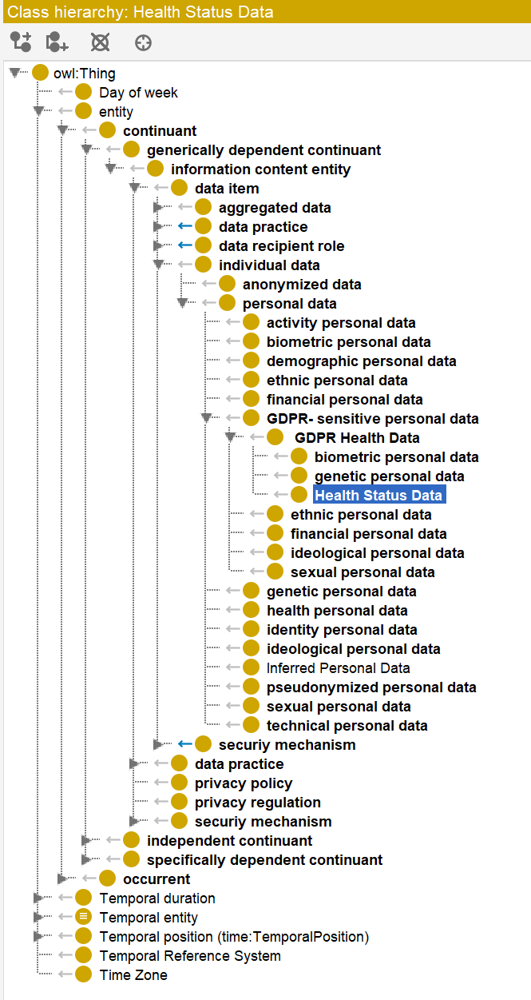 Class hierarchy: Health Status Data
owl:Thing
Day of week
entity
continuant
generically dependent continuant
information content entity
data item
aggregated data
data practice
data recipient role
individual data
anonymized data
personal data
activity personal data
biometric personal data
demographic personal data
ethnic personal data
financial personal data
GDPR- sensitive personal data
GDPR Health Data
biometric personal data
genetic personal data
Health Status Data
ethnic personal data
financial personal data
ideological personal data
sexual personal data
genetic personal data
health personal data
identity personal data
ideological personal data
Inferred Personal Data
pseudonymized personal data
sexual personal data
technical personal data
securiy mechanism
data practice
privacy policy
privacy regulation
securiy mechanism
independent continuant
specifically dependent continuant
occurrent
Temporal duration
Temporal entity
Temporal position (time:TemporalPosition)
Temporal Reference System
Time Zone